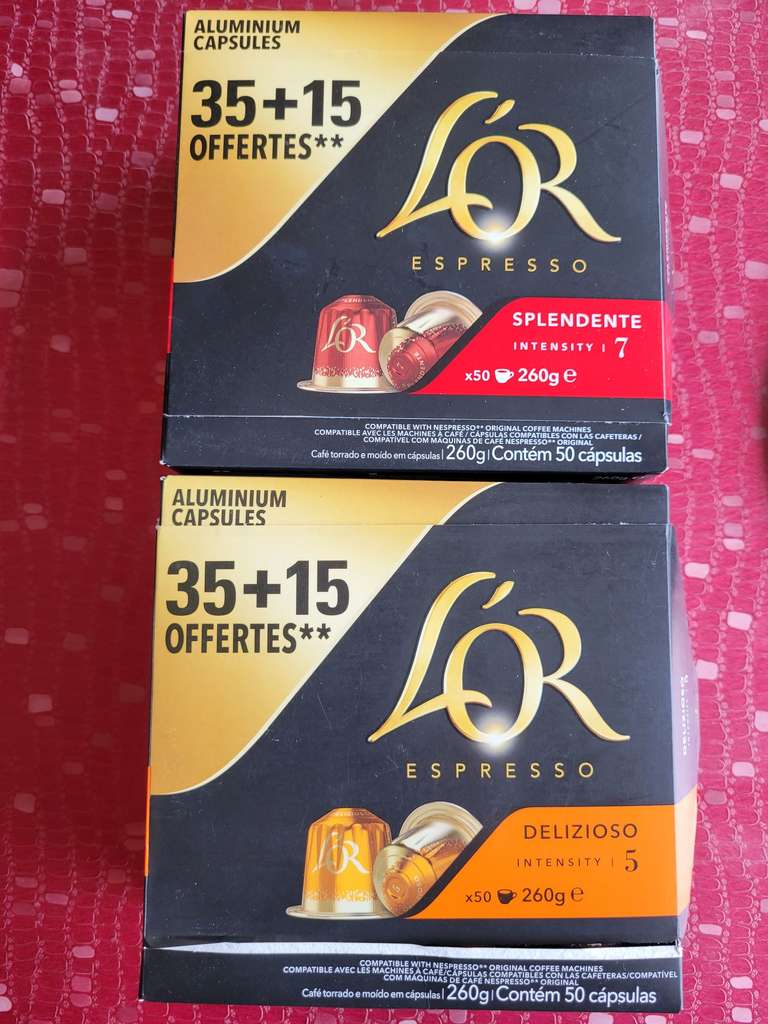 ALUMINIUM
CAPSULES
35+15
OFFERTES**
L'OR
ESPRESSO
L'OR
SPLENDENTE
INTENSITY | 7
x50 260g e
COMPATIBLE WITH NESPRESSO** ORIGINAL COFFEE MACHINES
COMPATIBLE AVEC LES MACHINES À CAFÉ / CÁPSULAS COMPATIBLES CON LAS CAFETERAS /
COMPATÍVEL COM MÁQUINAS DE CAFÉ NESPRESSO** ORIGINAL
Café torrado e moído em cápsulas | 260g | Contém 50 cápsulas
ALUMINIUM
CAPSULES
35+15
OFFERTES**
L'OR
ESPRESSO
L'OR
DELIZIOSO
INTENSITY | 5
x50 260g e
COMPATIBLE WITH NESPRESSO** ORIGINAL COFFEE MACHINES
COMPATIBLE AVEC LES MACHINES À CAFÉ/CÁPSULAS COMPATIBLES CON LAS CAFETERAS/COMPATÍVEL
COM MÁQUINAS DE CAFÉ NESPRESSO** ORIGINAL
Café torrado e moído em cápsulas | 260g | Contém 50 cápsulas